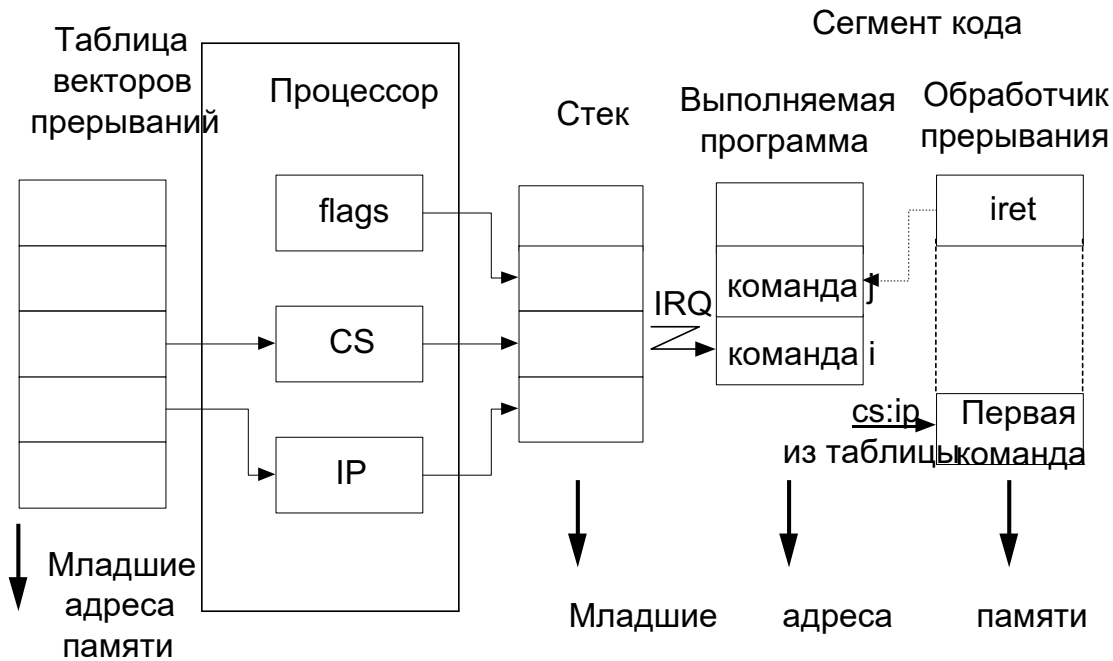 Сегмент кода
Таблица
векторов
прерываний
Процессор
Стек
Выполняемая
программа
Обработчик
прерывания
flags
iret
команда j
IRQ
CS
команда i
cs:ip
из таблицы
Первая
команда
IP
Младшие
адреса
памяти
Младшие адреса памяти